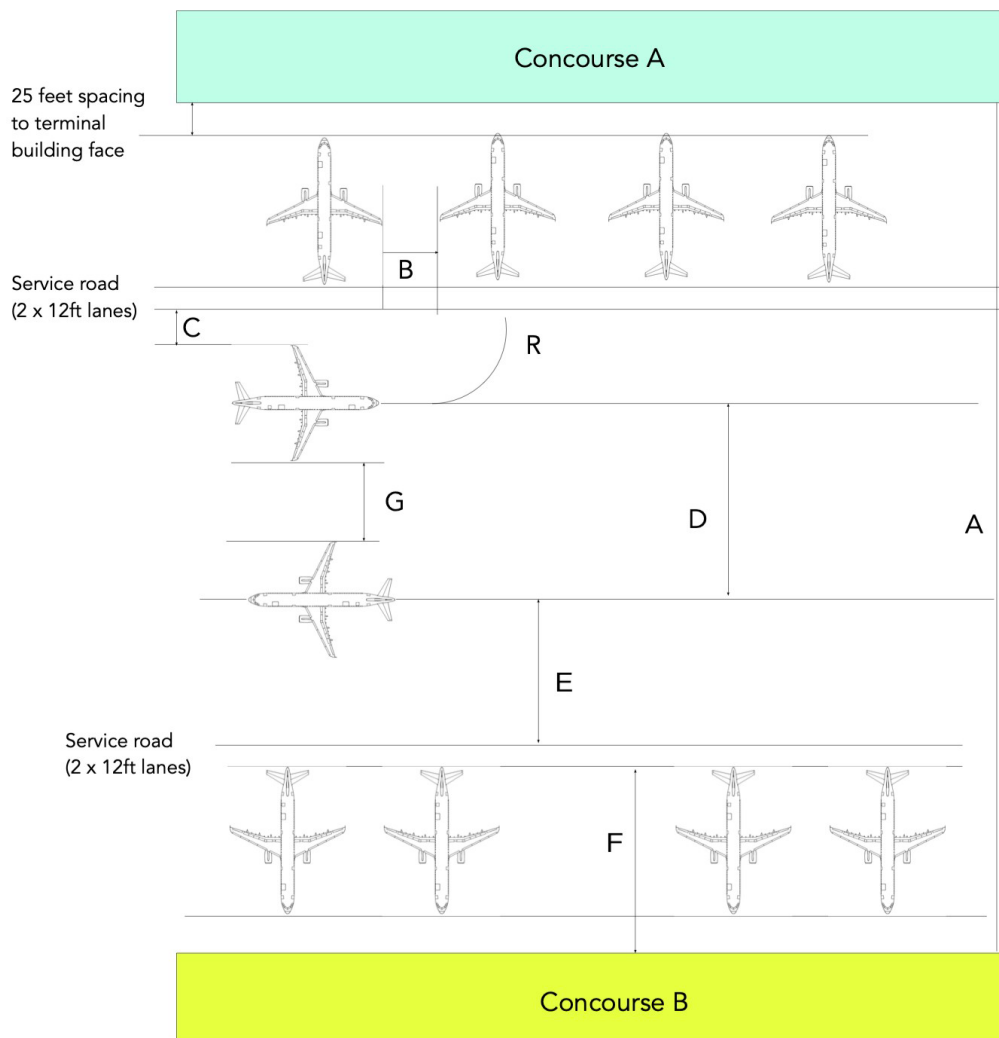 Concourse A
25 feet spacing
to terminal
building face
B
Service road
(2 x 12ft lanes)
C
R
G
D
A
E
Service road
(2 x 12ft lanes)
F
Concourse B